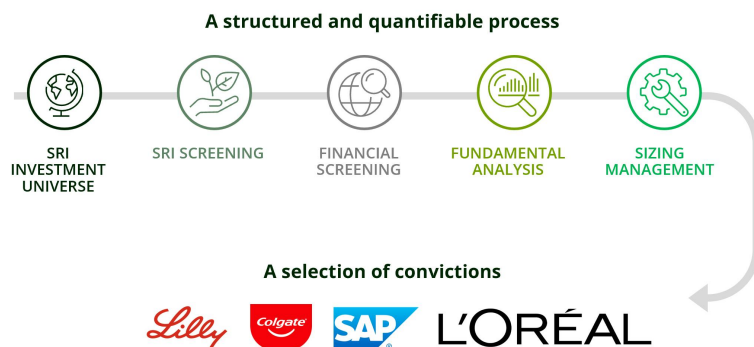 A structured and quantifiable process
SRI
INVESTMENT
UNIVERSE
SRI SCREENING
FINANCIAL
SCREENING
FUNDAMENTAL
ANALYSIS
SIZING
MANAGEMENT
A selection of convictions
Lilly
Colgate®
SAP®
L'ORÉAL